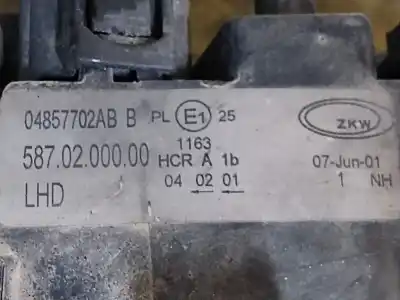 04857702AB B PL E1 25 ZKW
1163
587.02.000.00 HCR A 1b 07-Jun-01
04 02 01 1 NH
LHD